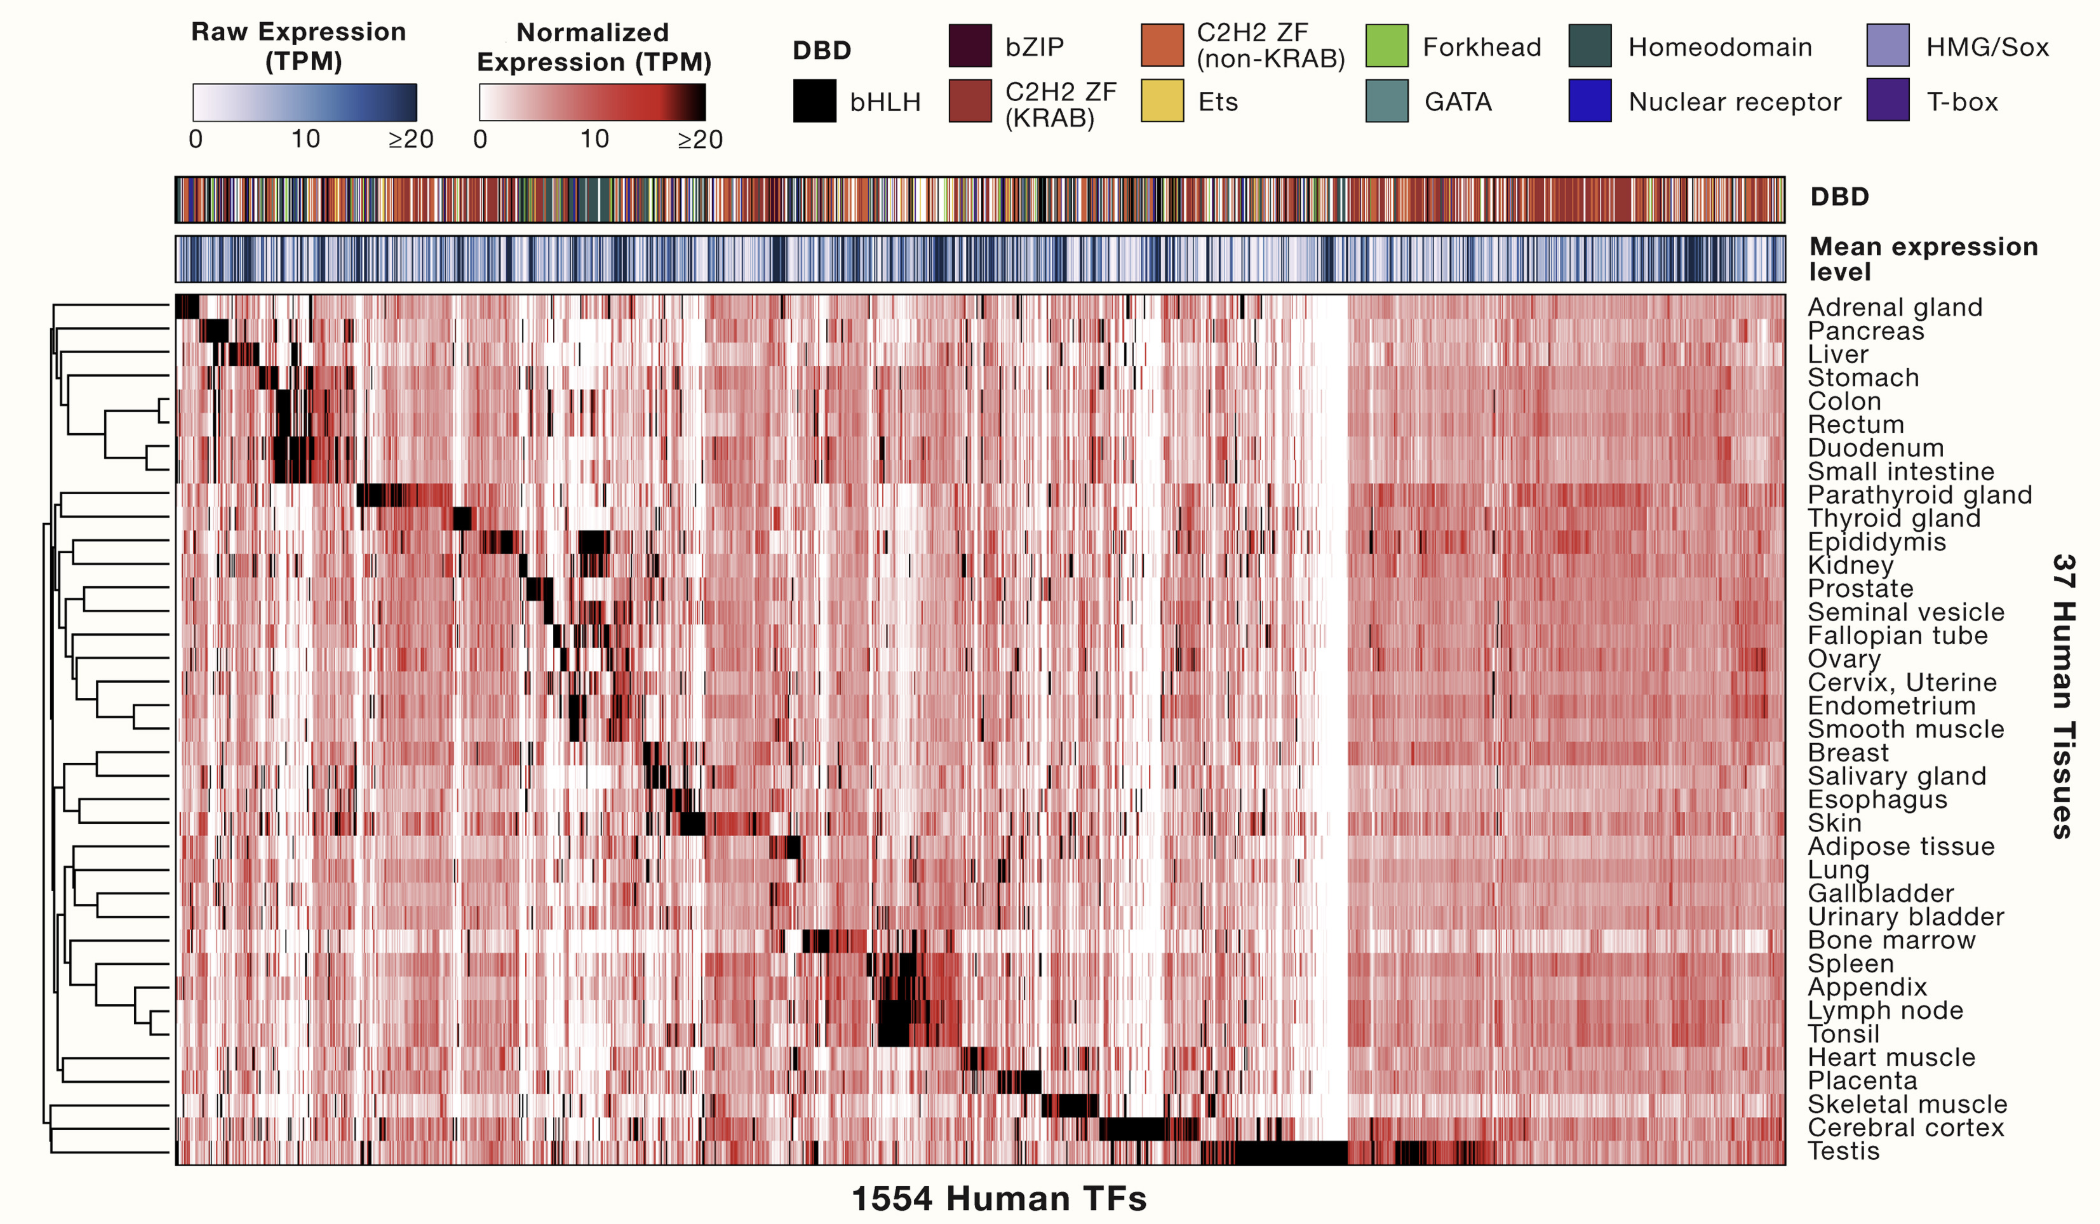 Raw Expression
(TPM)
0 10 ≥20
Normalized
Expression (TPM)
0 10 ≥20
DBD
bHLH
bZIP
C2H2 ZF
(KRAB)
C2H2 ZF
(non-KRAB)
Ets
Forkhead
GATA
Homeodomain
Nuclear receptor
HMG/Sox
T-box
DBD
Mean expression
level
Adrenal gland
Pancreas
Liver
Stomach
Colon
Rectum
Duodenum
Small intestine
Parathyroid gland
Thyroid gland
Epididymis
Kidney
Prostate
Seminal vesicle
Fallopian tube
Ovary
Cervix, Uterine
Endometrium
Smooth muscle
Breast
Salivary gland
Esophagus
Skin
Adipose tissue
Lung
Gallbladder
Urinary bladder
Bone marrow
Spleen
Appendix
Lymph node
Tonsil
Heart muscle
Placenta
Skeletal muscle
Cerebral cortex
Testis
37 Human Tissues
1554 Human TFs